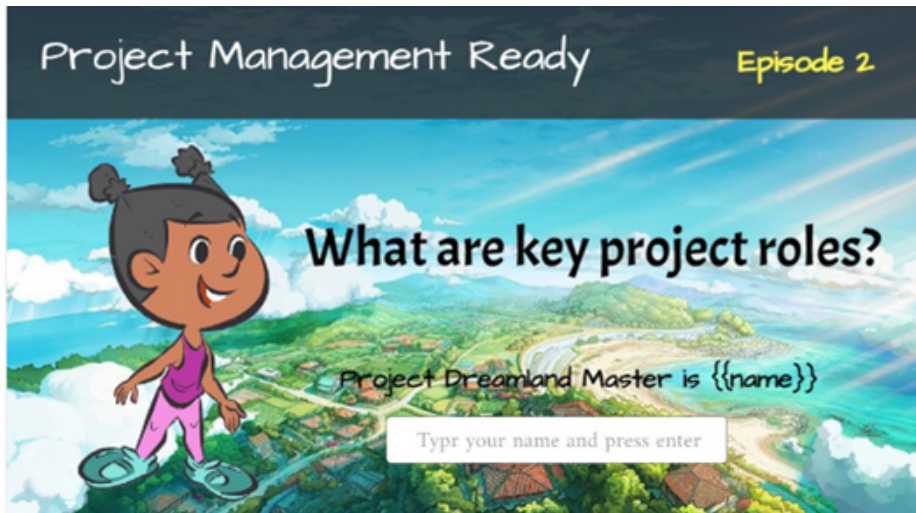 Project Management Ready
Episode 2
What are key project roles?
Project Dreamland Master is {{name}}
Typr your name and press enter